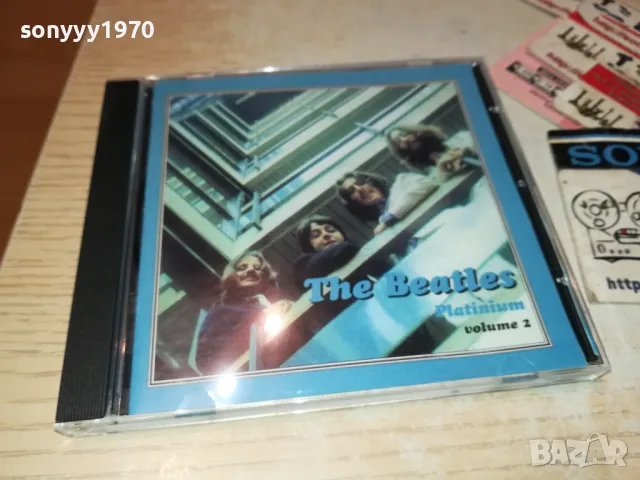 sonyyy1970
SO
The Beatles
Platinium
volume 2
http
BAZAR